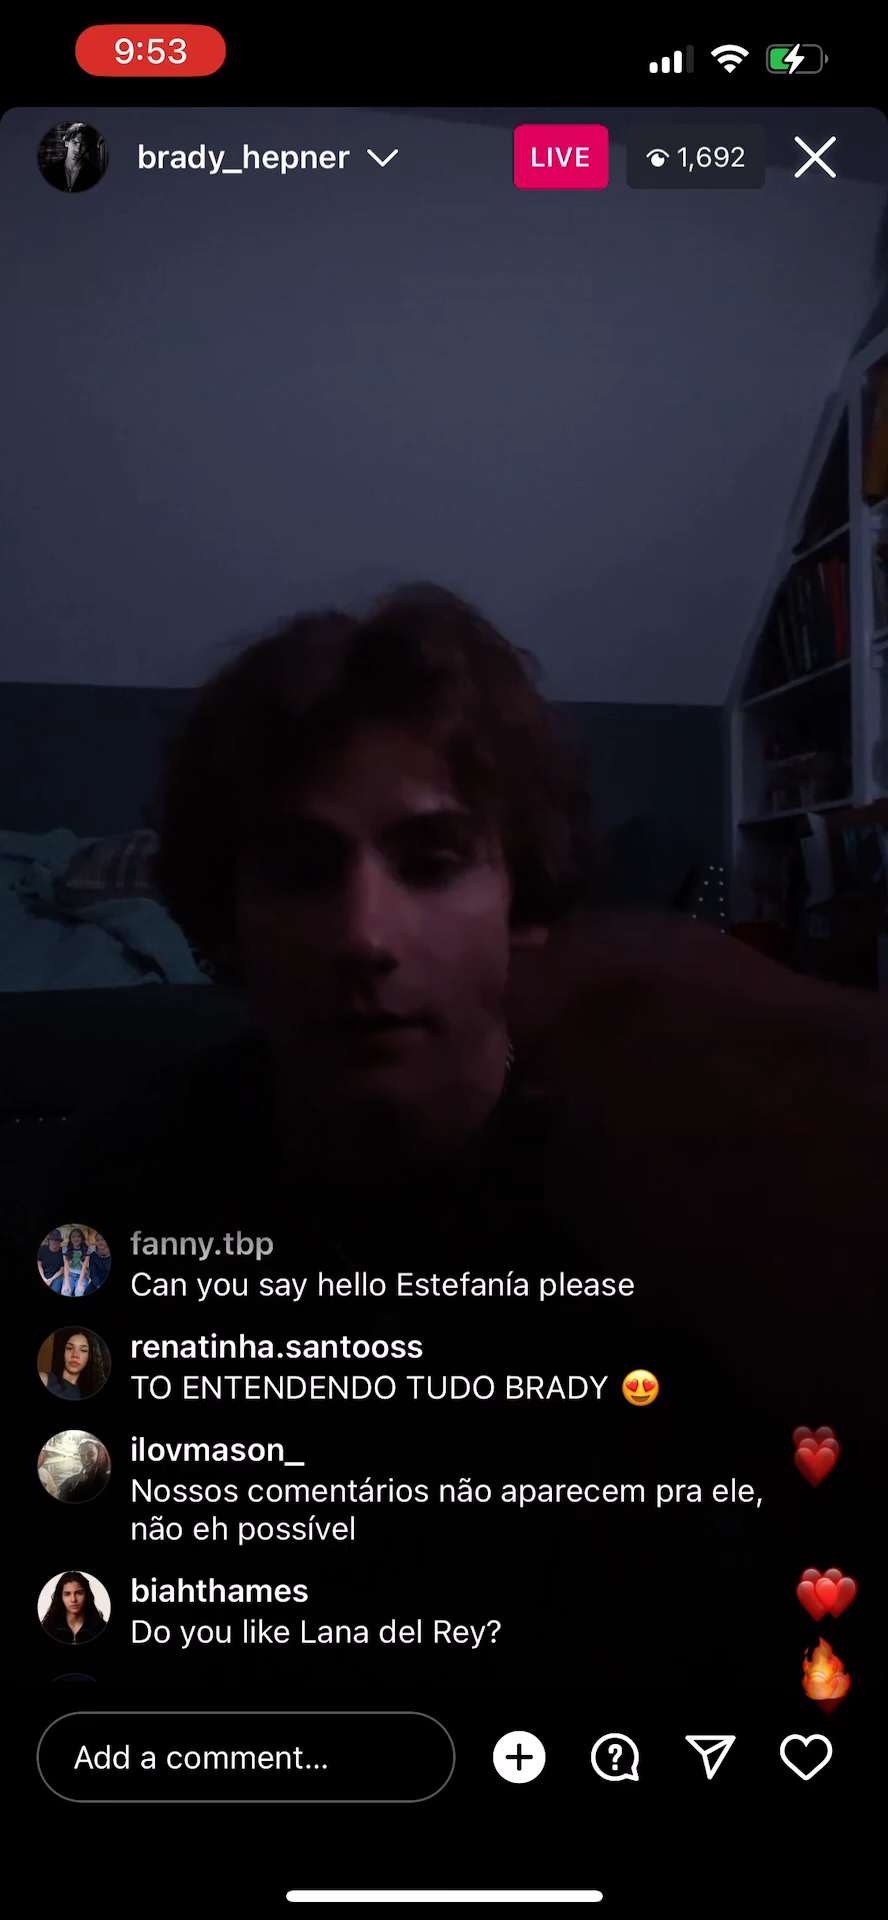 9:53
brady_hepner
LIVE
1,692
fanny.tbp
Can you say hello Estefanía please
renatinha.santooss
TO ENTENDENDO TUDO BRADY 😍
ilovmason_
Nossos comentários não aparecem pra ele,
não eh possível
biahthames
Do you like Lana del Rey?
Add a comment...